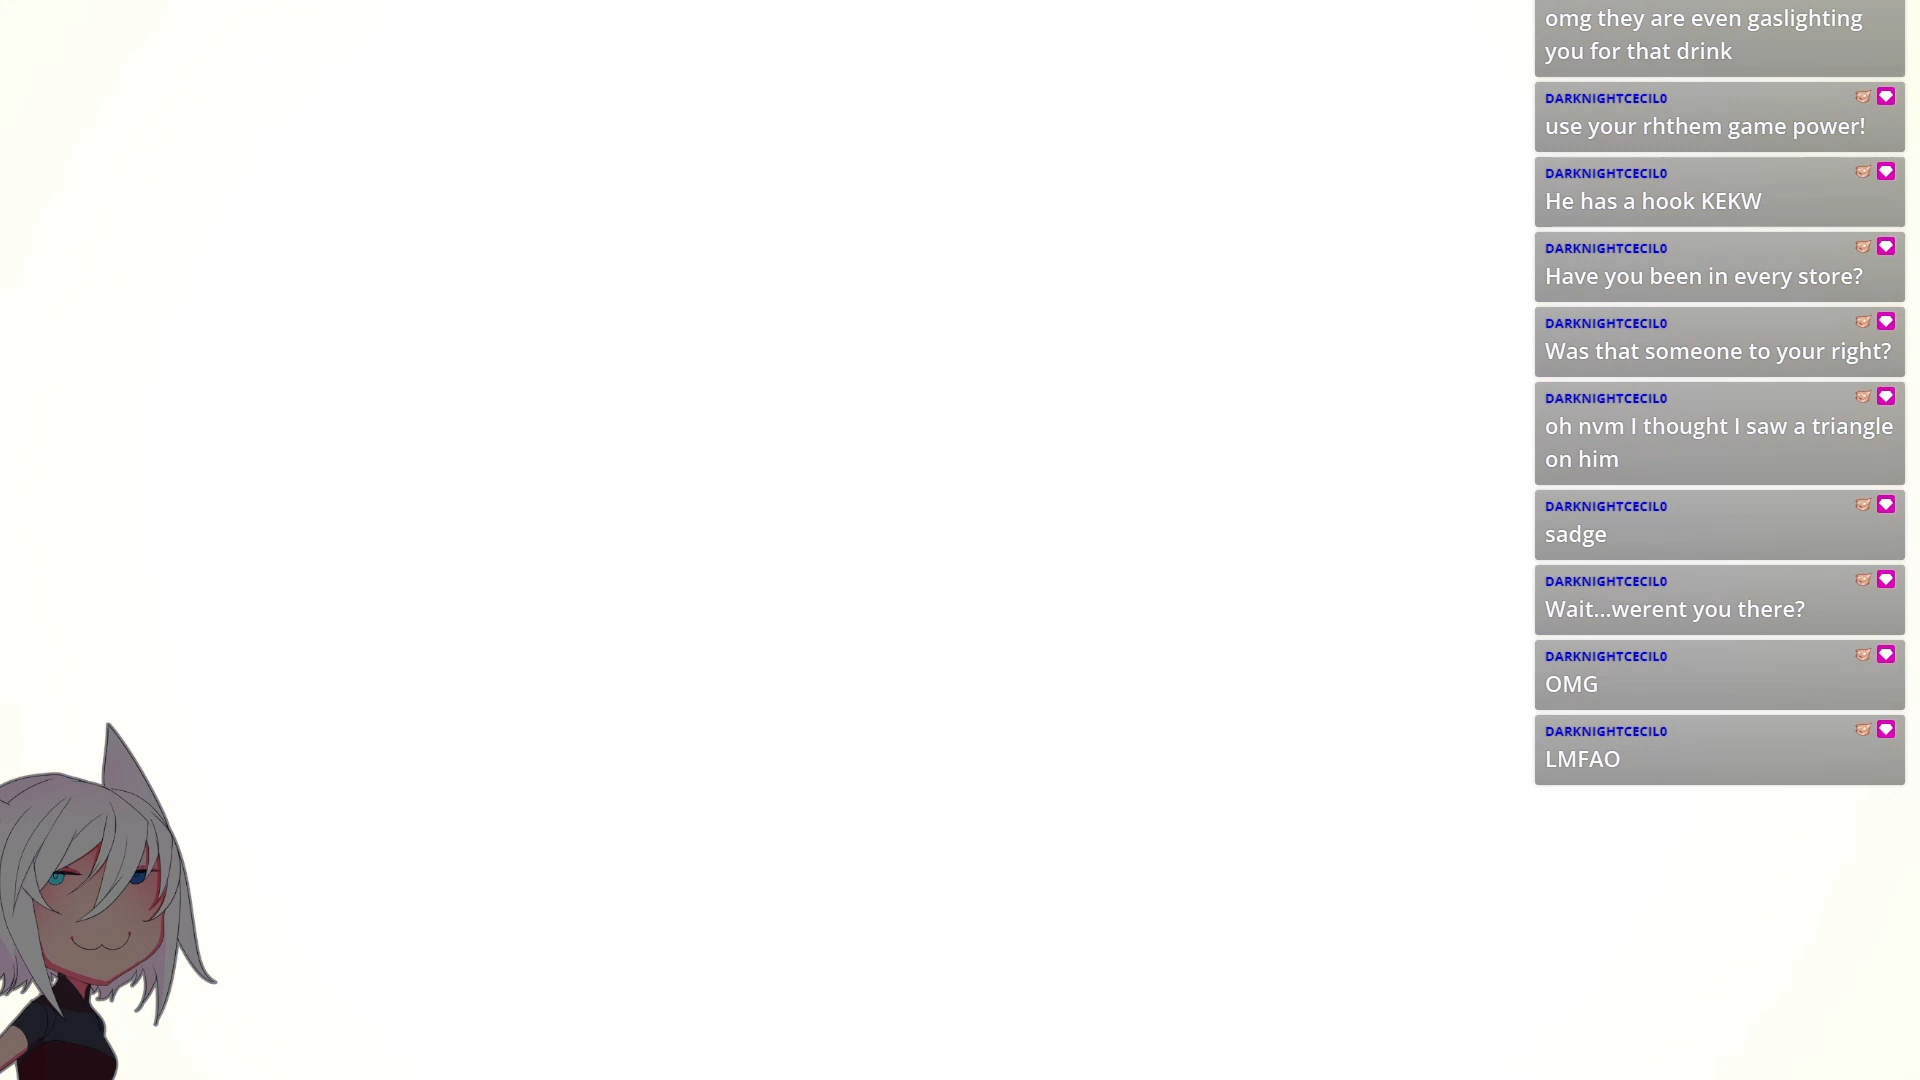 omg they are even gaslighting
you for that drink
DARKNIGHTCECIL0
use your rhthem game power!
DARKNIGHTCECIL0
He has a hook KEKW
DARKNIGHTCECIL0
Have you been in every store?
DARKNIGHTCECIL0
Was that someone to your right?
DARKNIGHTCECIL0
oh nvm I thought I saw a triangle
on him
DARKNIGHTCECIL0
sadge
DARKNIGHTCECIL0
Wait...werent you there?
DARKNIGHTCECIL0
OMG
DARKNIGHTCECIL0
LMFAO